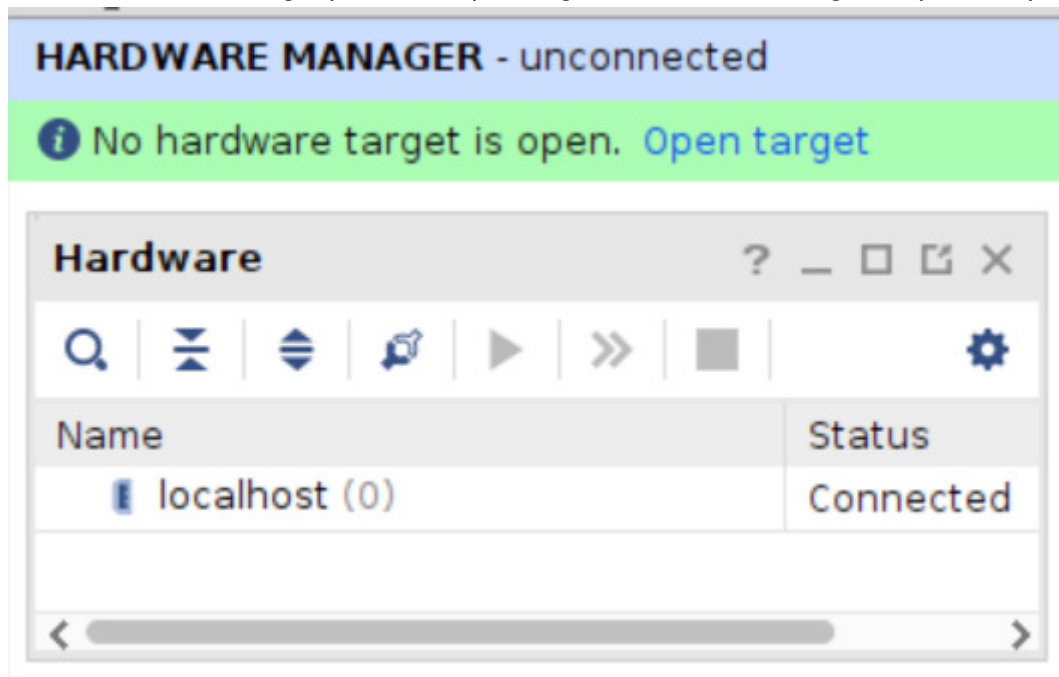 HARDWARE MANAGER - unconnected
No hardware target is open. Open target
Hardware
Name Status
localhost (0) Connected